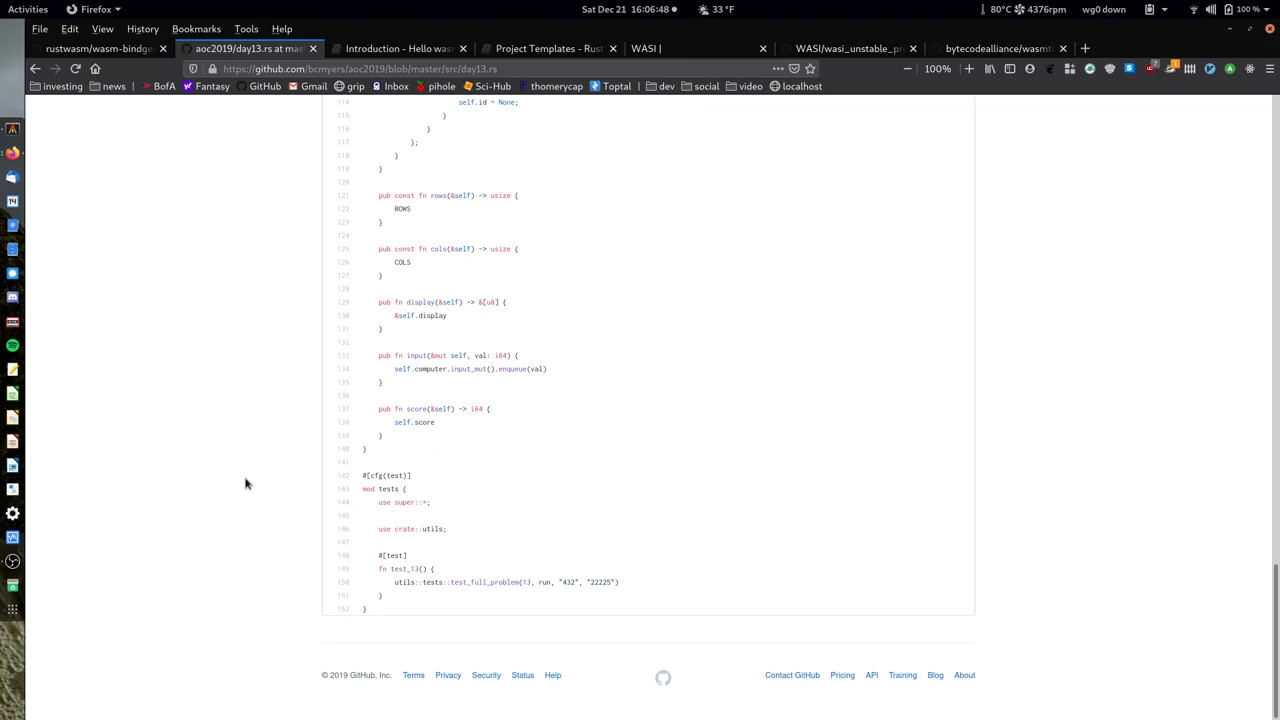 Activities Firefox Sat Dec 21 16:06:48 33 °F 80°C 4376rpm wg0 down 100 %
File Edit View History Bookmarks Tools Help
rustwasm/wasm-bindge aoc2019/day13.rs at mas Introduction - Hello wasm Project Templates - Rust WASI | WASI/wasi_unstable_pr bytecodealliance/wasmt
https://github.com/bcmyers/aoc2019/blob/master/src/day13.rs 100%
investing news BofA Fantasy GitHub Gmail grip Inbox pihole Sci-Hub thomerycap Toptal dev social video localhost
114 self.id = None;
115 }
116 }
117 };
118 }
119 }
120
121 pub const fn rows(&self) -> usize {
122 ROWS
123 }
124
125 pub const fn cols(&self) -> usize {
126 COLS
127 }
128
129 pub fn display(&self) -> &[u8] {
130 &self.display
131 }
132
133 pub fn input(&mut self, val: i64) {
134 self.computer.input_mut().enqueue(val)
135 }
136
137 pub fn score(&self) -> i64 {
138 self.score
139 }
140 }
141
142 #[cfg(test)]
143 mod tests {
144 use super::*;
145
146 use crate::utils;
147
148 #[test]
149 fn test_13() {
150 utils::tests::test_full_problem(13, run, "432", "22225")
151 }
152 }
© 2019 GitHub, Inc. Terms Privacy Security Status Help Contact GitHub Pricing API Training Blog About